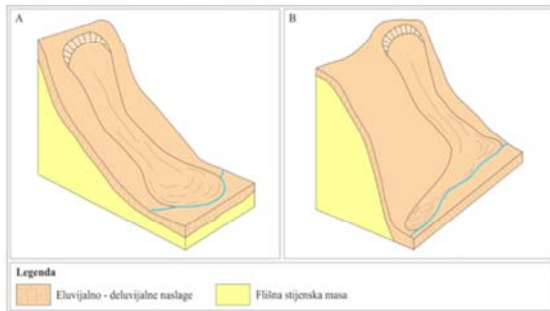 A
B
Legenda
Eluvijalno - deluvijalne naslage
Flišna stijenska masa